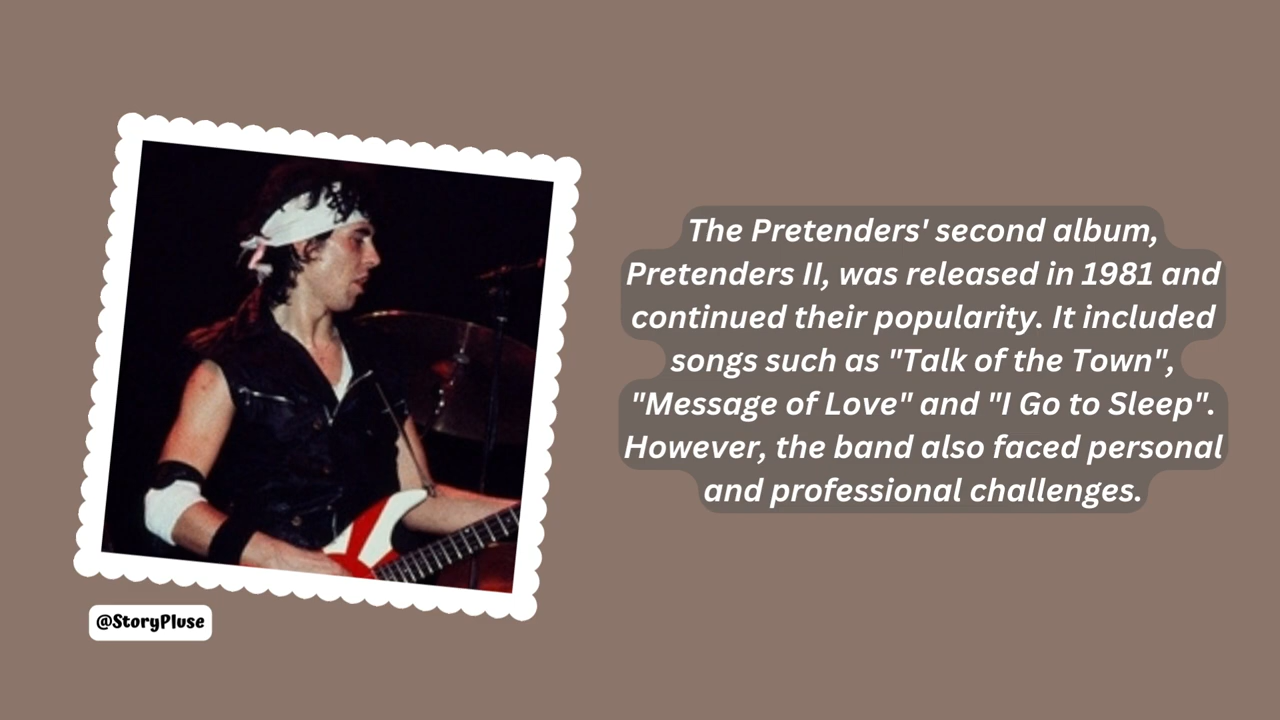 The Pretenders' second album,
Pretenders II, was released in 1981 and
continued their popularity. It included
songs such as "Talk of the Town",
"Message of Love" and "I Go to Sleep".
However, the band also faced personal
and professional challenges.
@StoryPluse